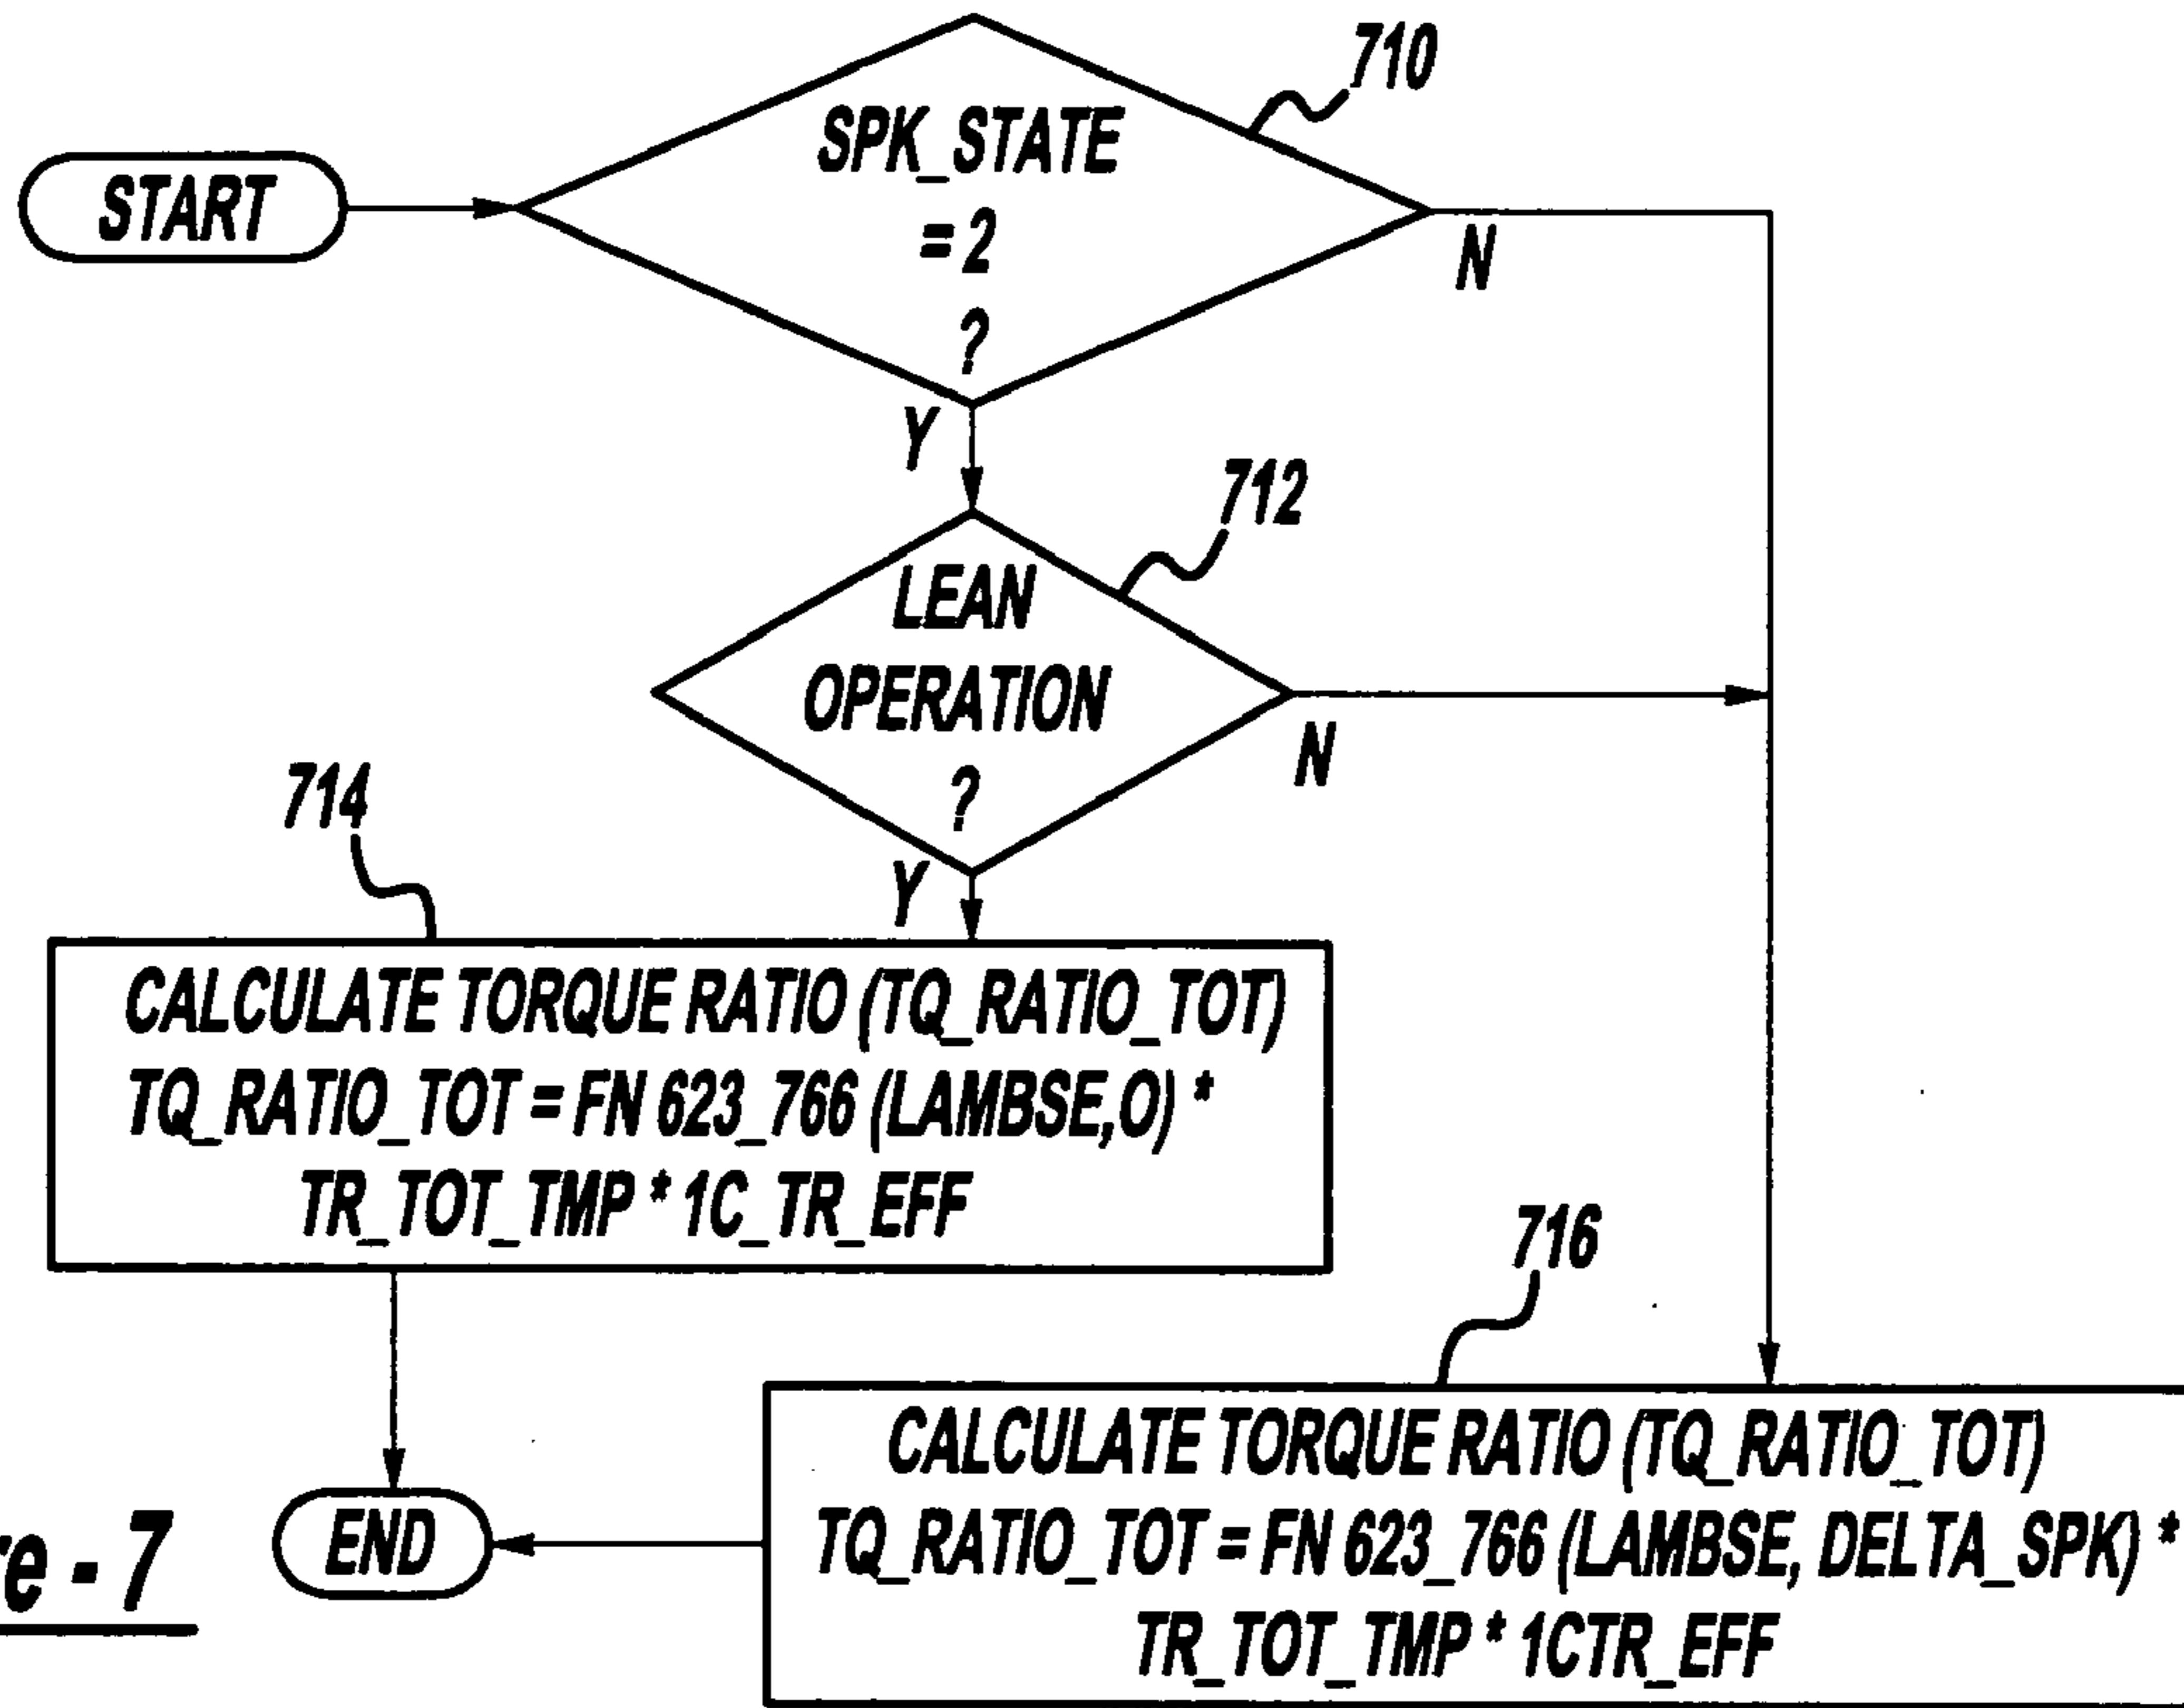 710
SPK_STATE
= 2
?
START
N
Y
712
LEAN
OPERATION
?
N
Y
714
CALCULATE TORQUE RATIO (TQ_RATIO_TOT)
TQ_RATIO_TOT = FN 623_766 (LAMBSE,O) *
TR_TOT_TMP * 1C_TR_EFF
716
CALCULATE TORQUE RATIO (TQ_RATIO_TOT)
TQ_RATIO_TOT = FN 623_766 (LAMBSE, DELTA_SPK) *
TR_TOT_TMP * 1CTR_EFF
END
re - 7